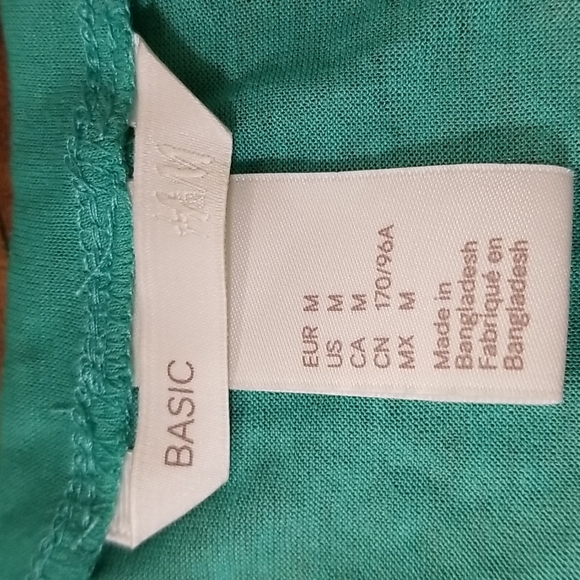 H&M
BASIC
EUR M
US M
CA M
CN 170/96A
MX M
Made in
Bangladesh
Fabriqué en
Bangladesh